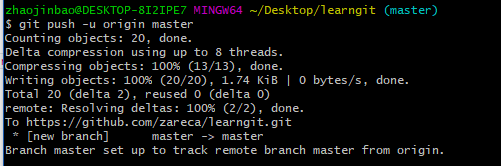 zhaojinbao@DESKTOP-8I2IPE7 MINGW64 ~/Desktop/learngit (master)
$ git push -u origin master
Counting objects: 20, done.
Delta compression using up to 8 threads.
Compressing objects: 100% (13/13), done.
Writing objects: 100% (20/20), 1.74 KiB | 0 bytes/s, done.
Total 20 (delta 2), reused 0 (delta 0)
remote: Resolving deltas: 100% (2/2), done.
To https://github.com/zareca/learngit.git
 * [new branch]      master -> master
Branch master set up to track remote branch master from origin.